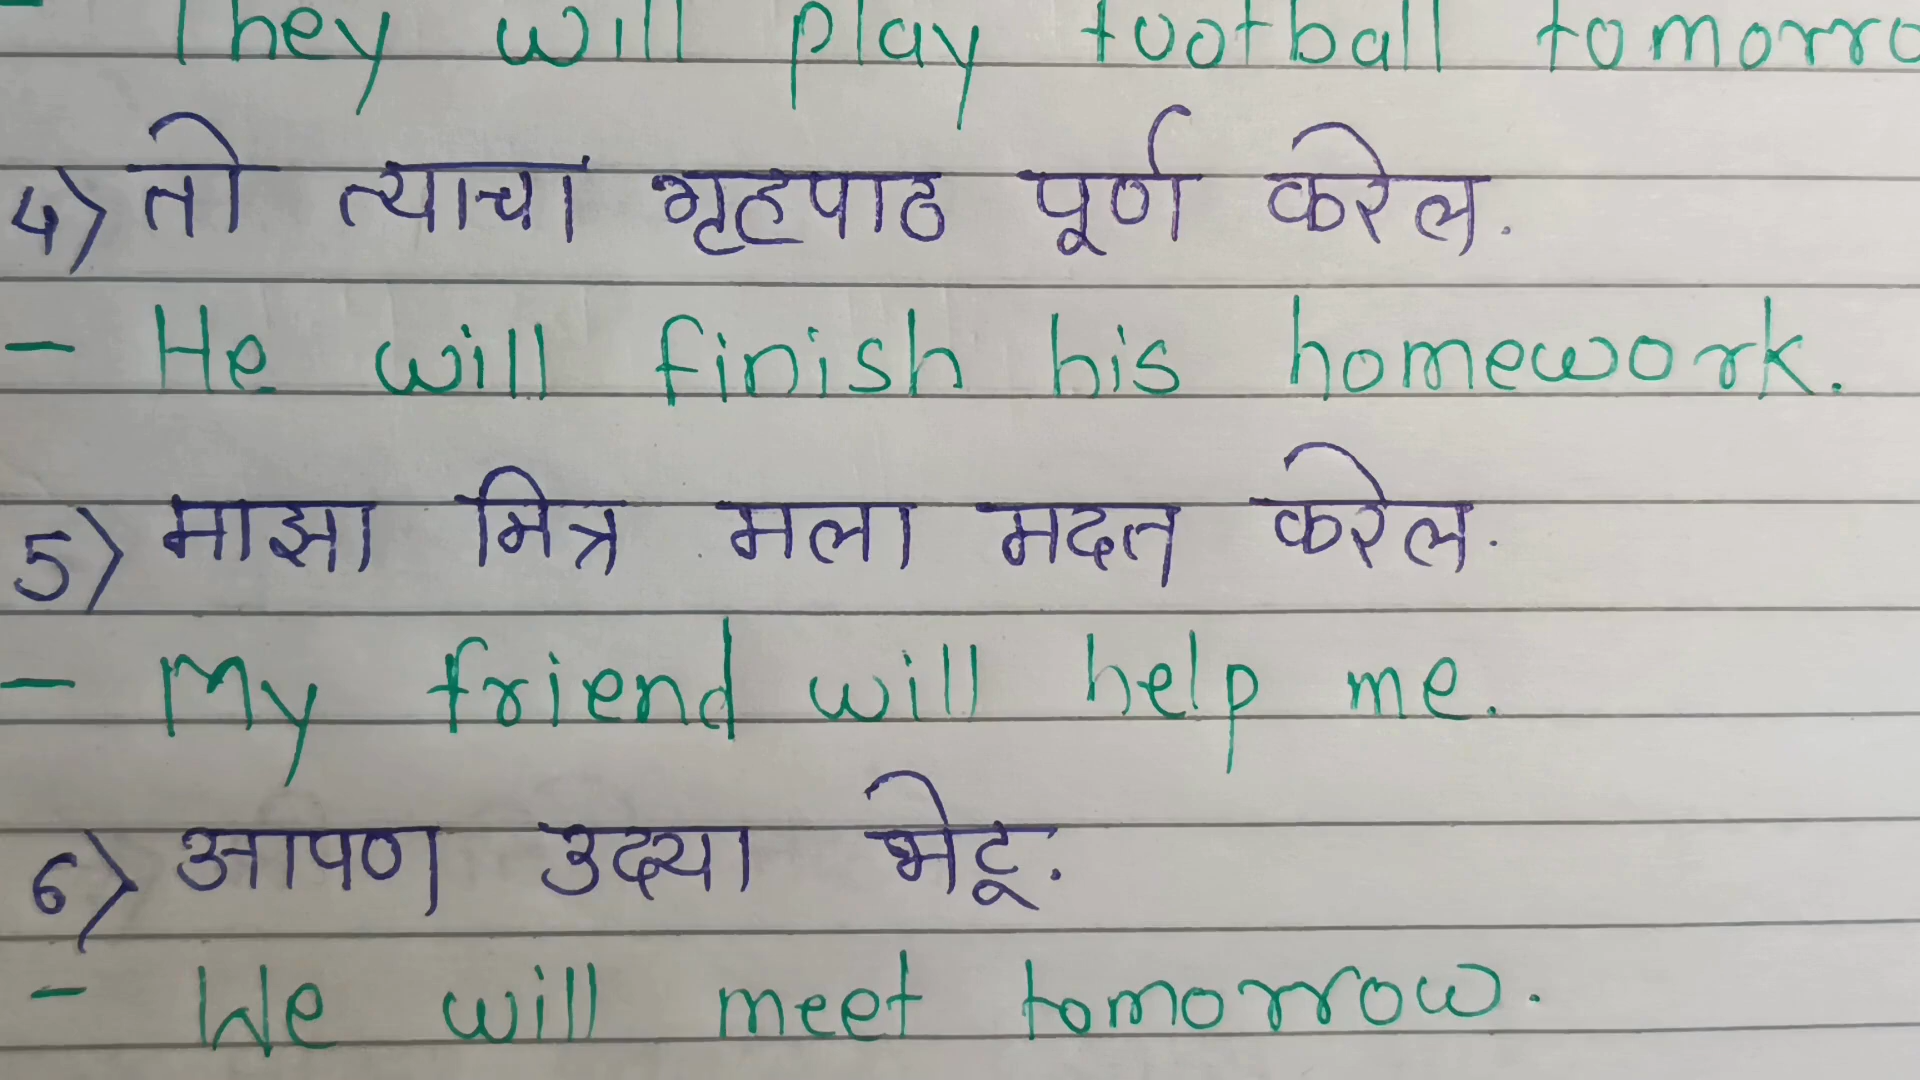 - They will play football tomorro
4) तो त्याचा गृहपाठ पूर्ण करेल.
- He will finish his homework.
5) माझा मित्र मला मदत करेल.
- My friend will help me.
6) आपण उद्या भेटू.
- We will meet tomorrow.